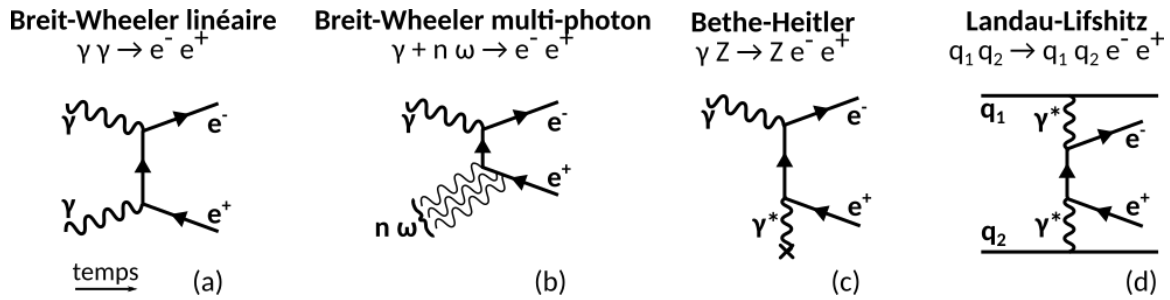 Breit-Wheeler linéaire
γ γ → e⁻ e⁺
γ
e⁻
γ
e⁺
temps
(a)
Breit-Wheeler multi-photon
γ + n ω → e⁻ e⁺
γ
e⁻
e⁺
n ω
(b)
Bethe-Heitler
γ Z → Z e⁻ e⁺
γ
e⁻
e⁺
γ*
(c)
Landau-Lifshitz
q₁ q₂ → q₁ q₂ e⁻ e⁺
q₁
γ*
e⁻
e⁺
q₂
γ*
(d)